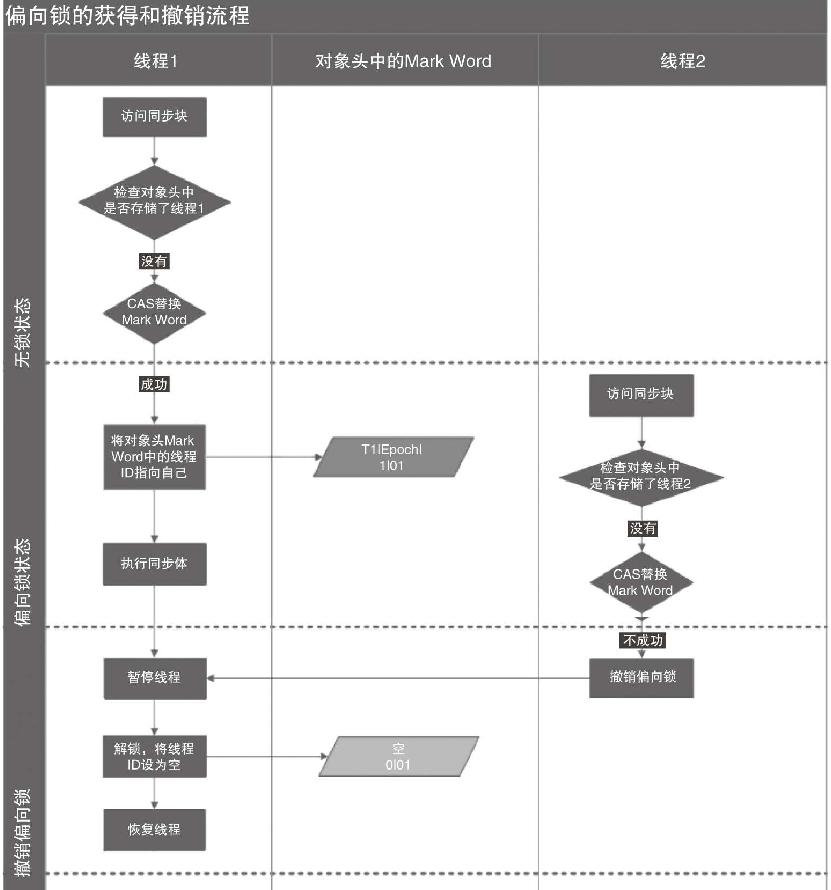 偏向锁的获得和撤销流程
线程1
对象头中的Mark Word
线程2
无锁状态
访问同步块
检查对象头中
是否存储了线程1
没有
CAS替换
Mark Word
偏向锁状态
成功
将对象头Mark
Word中的线程
ID指向自己
T1|Epoch|
1|01
执行同步体
访问同步块
检查对象头中
是否存储了线程2
没有
CAS替换
Mark Word
撤销偏向锁
不成功
撤销偏向锁
暂停线程
解锁，将线程
ID设为空
空
0|01
恢复线程